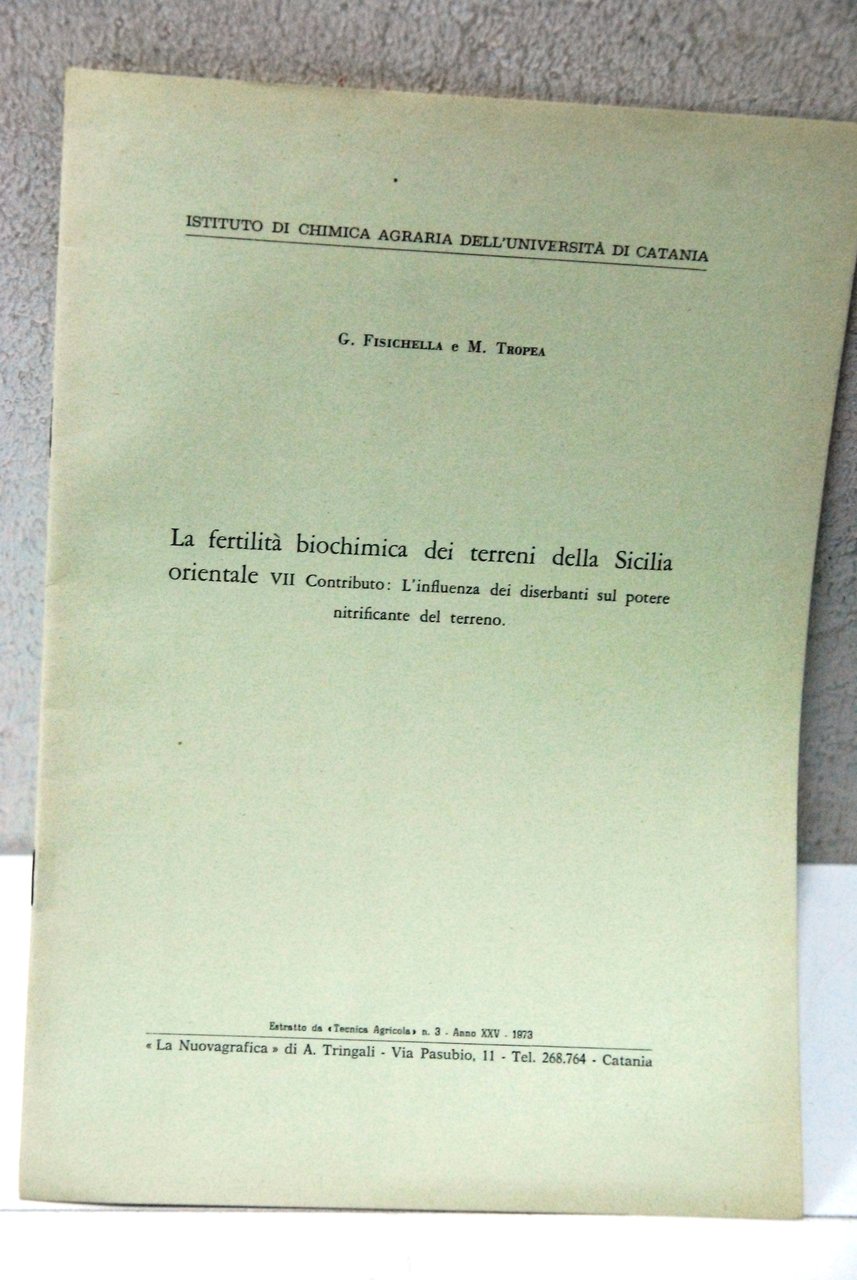 ISTITUTO DI CHIMICA AGRARIA DELL'UNIVERSITÀ DI CATANIA
G. FISICHELLA e M. TROPEA
La fertilità biochimica dei terreni della Sicilia
orientale VII Contributo: L'influenza dei diserbanti sul potere
nitrificante del terreno.
Estratto da «Tecnica Agricola» n. 3 - Anno XXV - 1973
« La Nuovagrafica » di A. Tringali - Via Pasubio, 11 - Tel. 268.764 - Catania